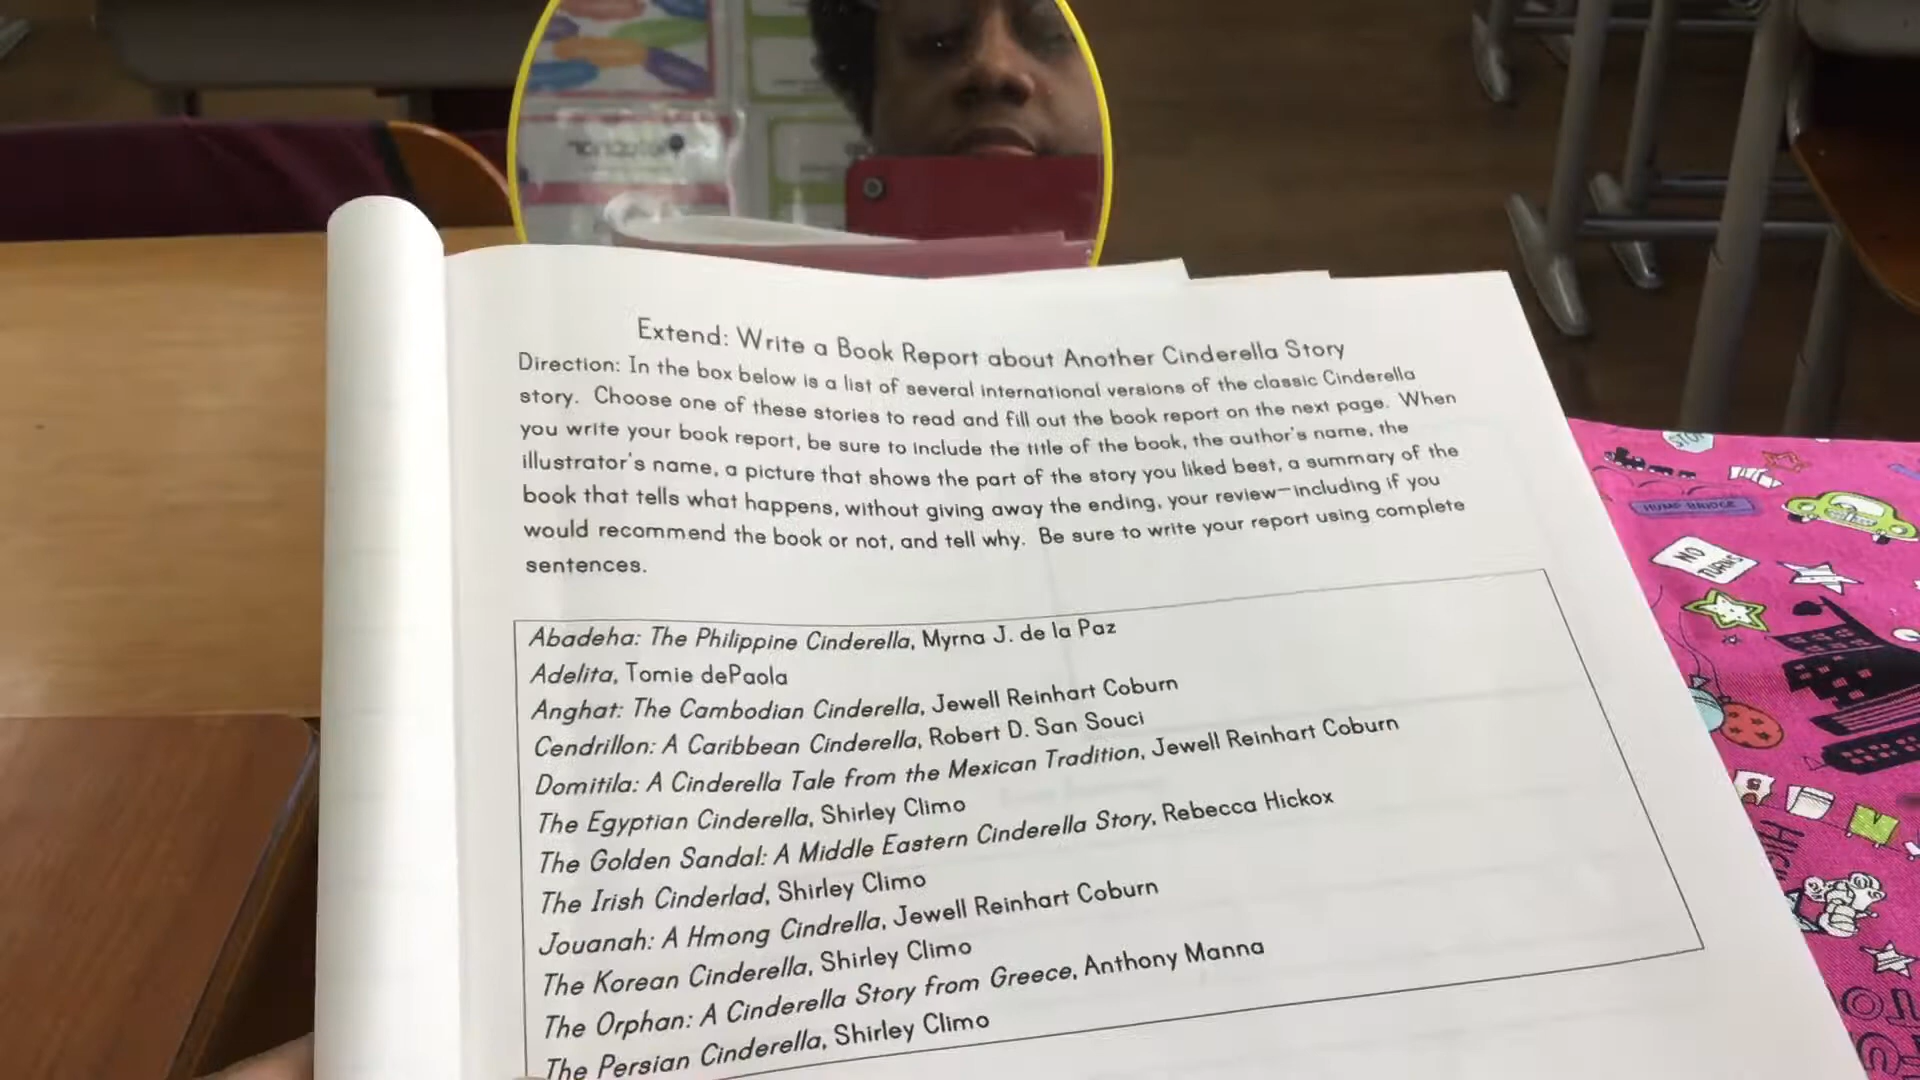 Extend: Write a Book Report about Another Cinderella Story
Direction: In the box below is a list of several international versions of the classic Cinderella
story. Choose one of these stories to read and fill out the book report on the next page. When
you write your book report, be sure to include the title of the book, the author's name, the
illustrator's name, a picture that shows the part of the story you liked best, a summary of the
book that tells what happens, without giving away the ending, your review—including if you
would recommend the book or not, and tell why. Be sure to write your report using complete
sentences.
Abadeha: The Philippine Cinderella, Myrna J. de la Paz
Adelita, Tomie dePaola
Anghat: The Cambodian Cinderella, Jewell Reinhart Coburn
Cendrillon: A Caribbean Cinderella, Robert D. San Souci
Domitila: A Cinderella Tale from the Mexican Tradition, Jewell Reinhart Coburn
The Egyptian Cinderella, Shirley Climo
The Golden Sandal: A Middle Eastern Cinderella Story, Rebecca Hickox
The Irish Cinderlad, Shirley Climo
Jouanah: A Hmong Cindrella, Jewell Reinhart Coburn
The Korean Cinderella, Shirley Climo
The Orphan: A Cinderella Story from Greece, Anthony Manna
The Persian Cinderella, Shirley Climo
STOP
HUMP BRIDGE
NO
TURNS